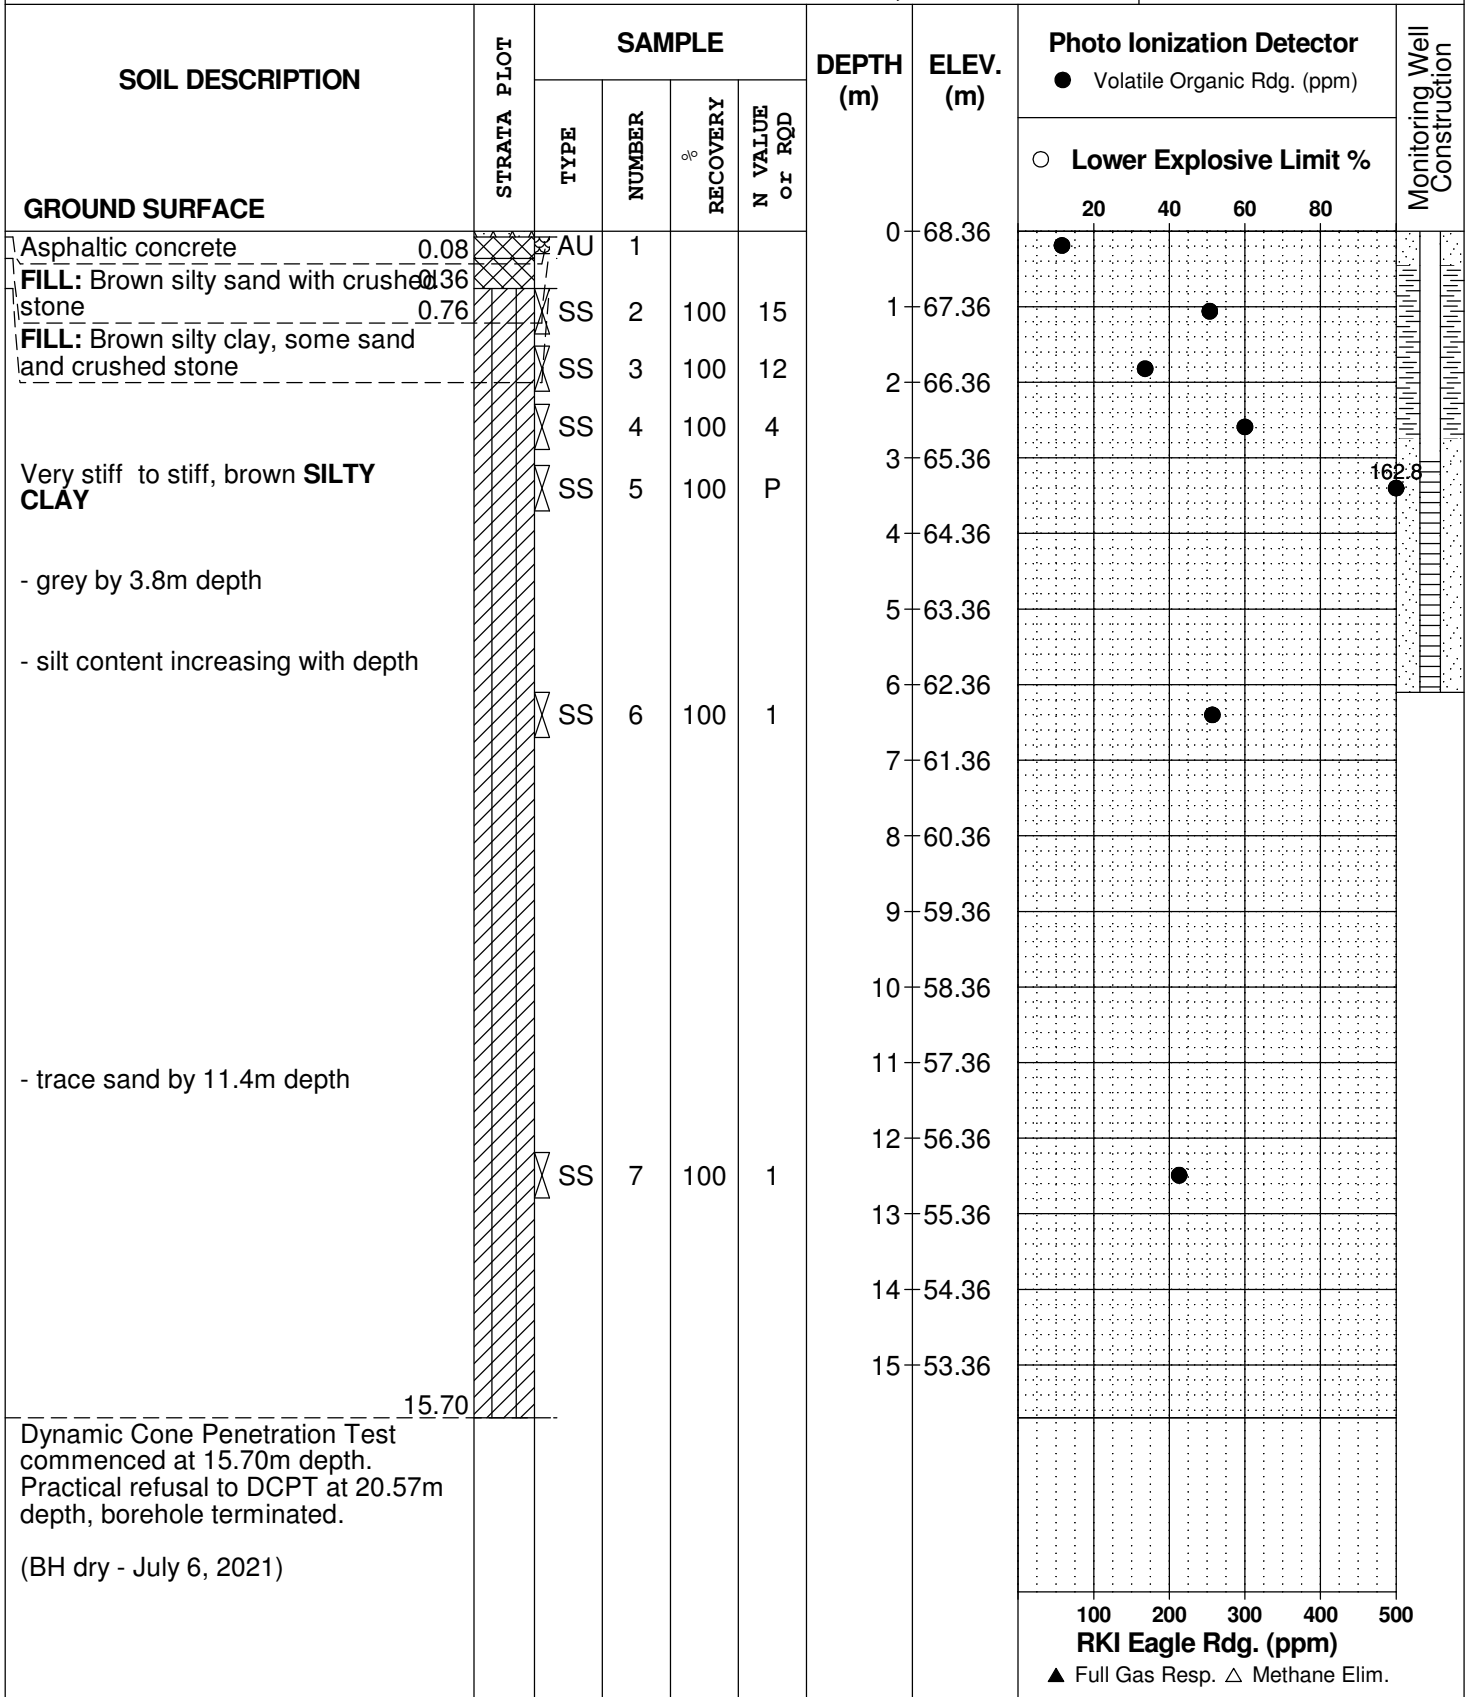 SOIL DESCRIPTION
GROUND SURFACE
STRATA PLOT
SAMPLE
TYPE
NUMBER
%
RECOVERY
N VALUE
or RQD
DEPTH
(m)
ELEV.
(m)
Photo Ionization Detector
● Volatile Organic Rdg. (ppm)
○ Lower Explosive Limit %
20 40 60 80
Monitoring Well
Construction
0 68.36
Asphaltic concrete 0.08
AU 1
FILL: Brown silty sand with crushed 0.36
stone 0.76
SS 2 100 15
1 67.36
FILL: Brown silty clay, some sand
and crushed stone
SS 3 100 12
2 66.36
SS 4 100 4
3 65.36
162.8
Very stiff to stiff, brown SILTY
CLAY
SS 5 100 P
4 64.36
- grey by 3.8m depth
5 63.36
- silt content increasing with depth
6 62.36
SS 6 100 1
7 61.36
8 60.36
9 59.36
10 58.36
11 57.36
- trace sand by 11.4m depth
12 56.36
SS 7 100 1
13 55.36
14 54.36
15 53.36
15.70
Dynamic Cone Penetration Test
commenced at 15.70m depth.
Practical refusal to DCPT at 20.57m
depth, borehole terminated.
(BH dry - July 6, 2021)
100 200 300 400 500
RKI Eagle Rdg. (ppm)
▲ Full Gas Resp. △ Methane Elim.